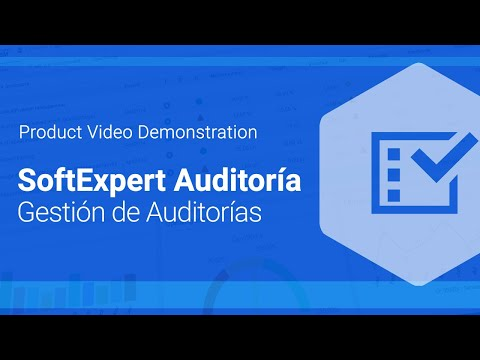 Product Video Demonstration
SoftExpert Auditoría
Gestión de Auditorías